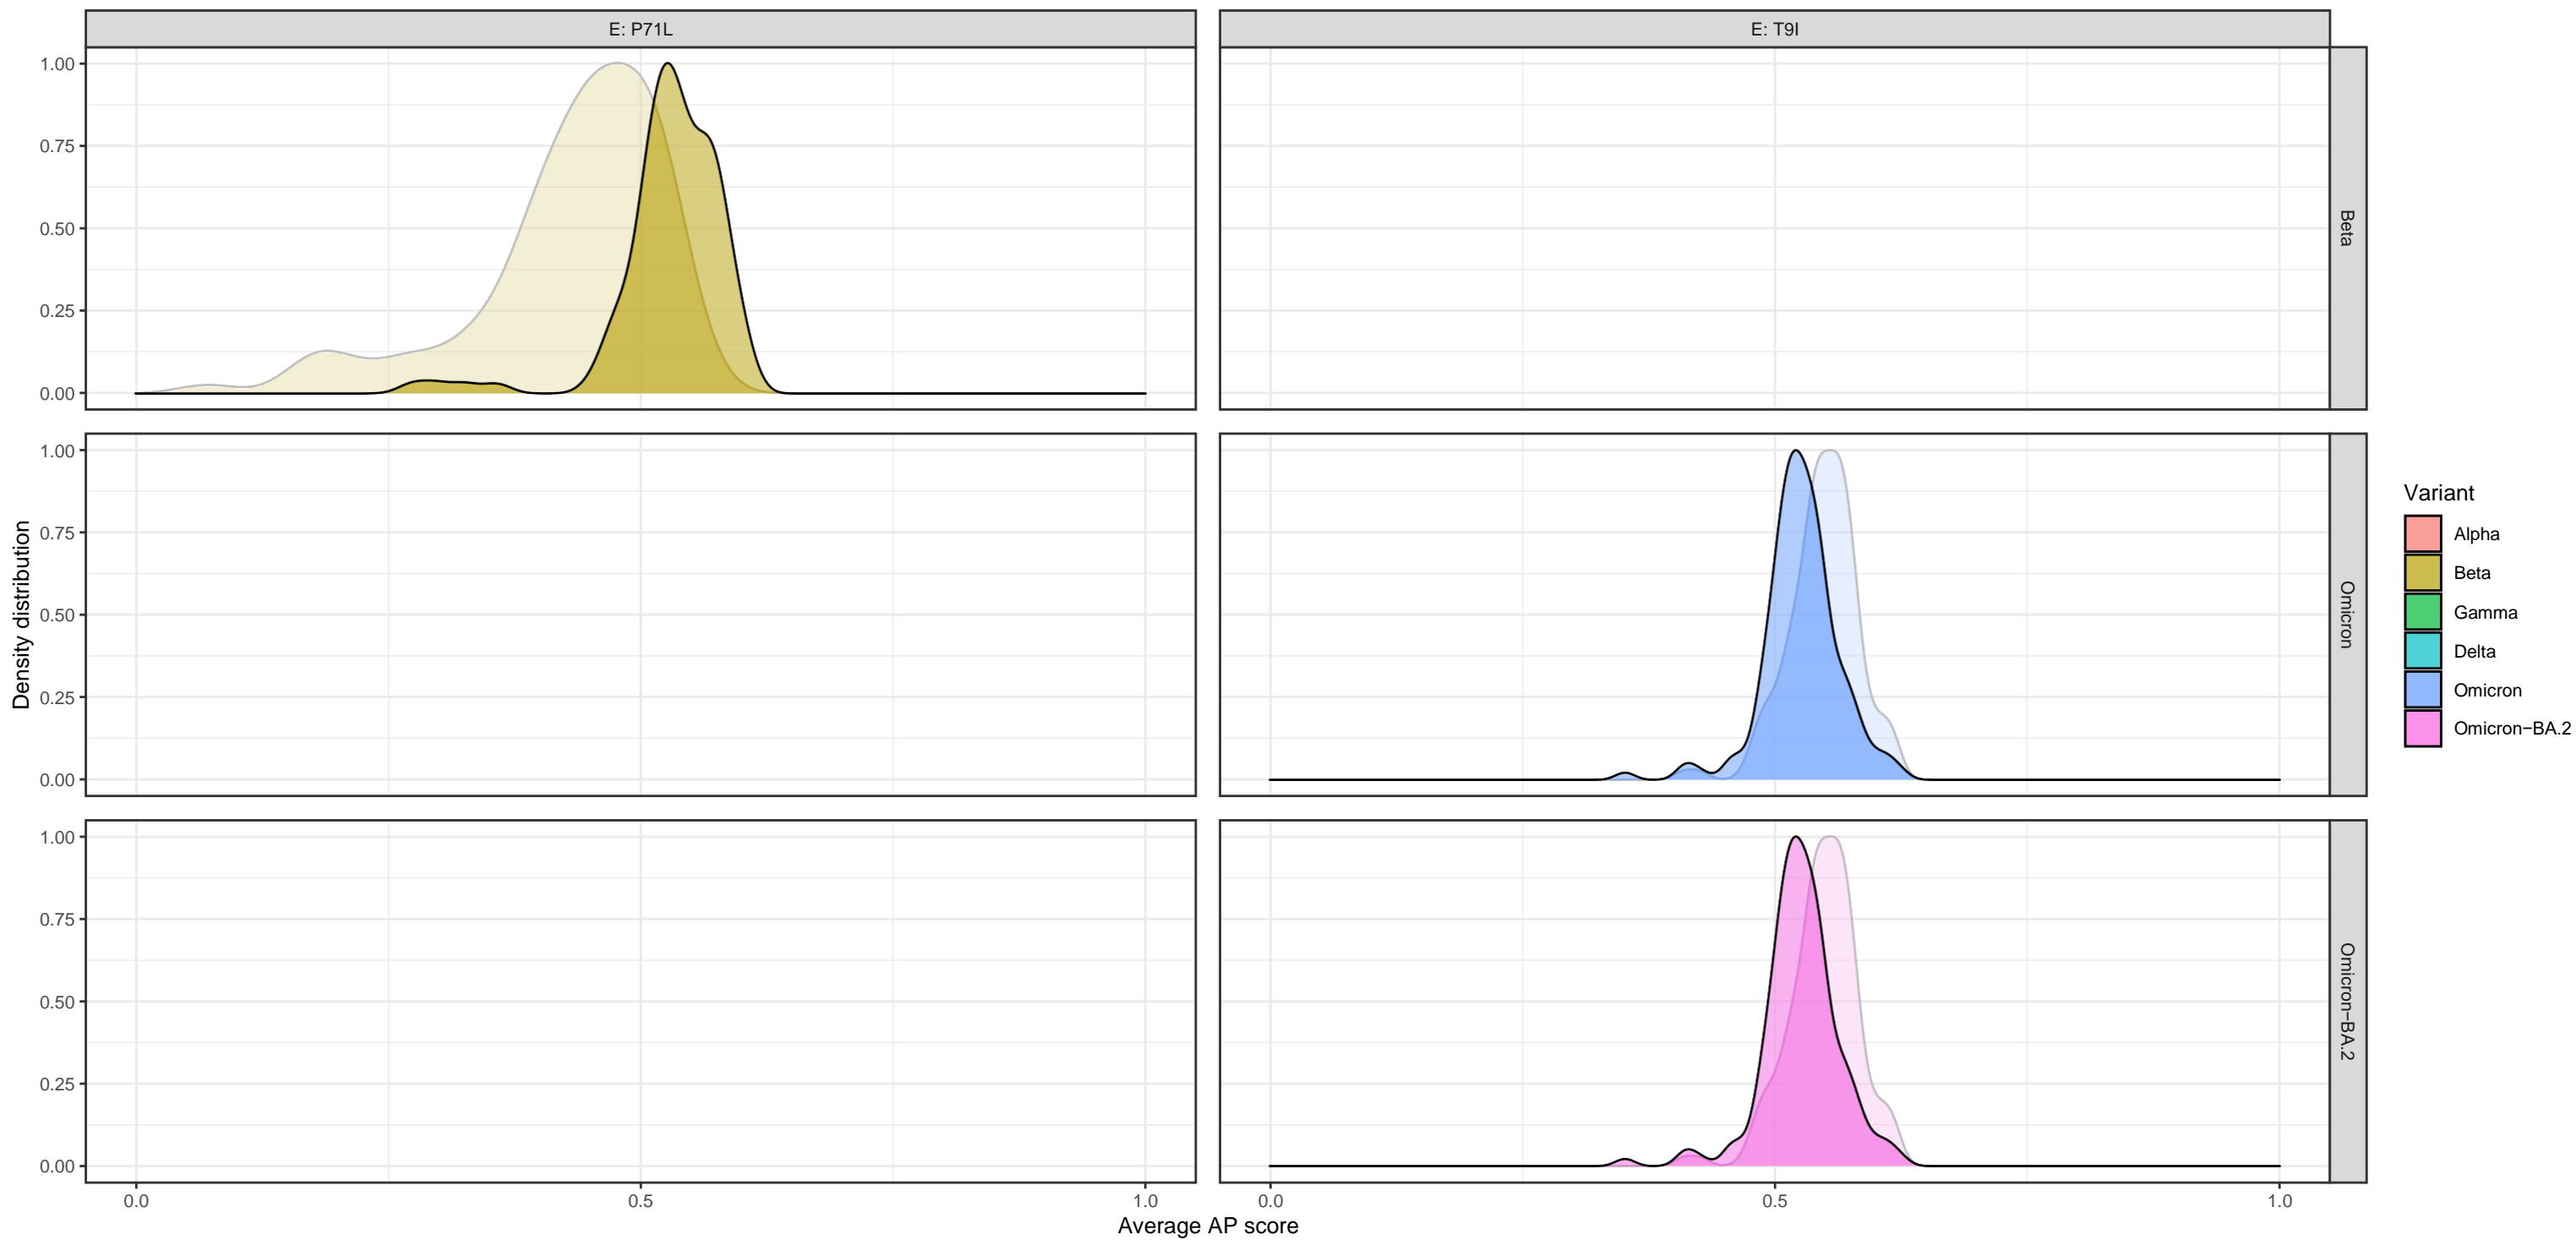 E: P71L
E: T9I
1.00
0.75
0.50
0.25
0.00
Beta
1.00
0.75
0.50
0.25
0.00
Omicron
1.00
0.75
0.50
0.25
0.00
Omicron−BA.2
Density distribution
0.0
0.5
1.0
0.0
0.5
1.0
Average AP score
Variant
Alpha
Beta
Gamma
Delta
Omicron
Omicron−BA.2